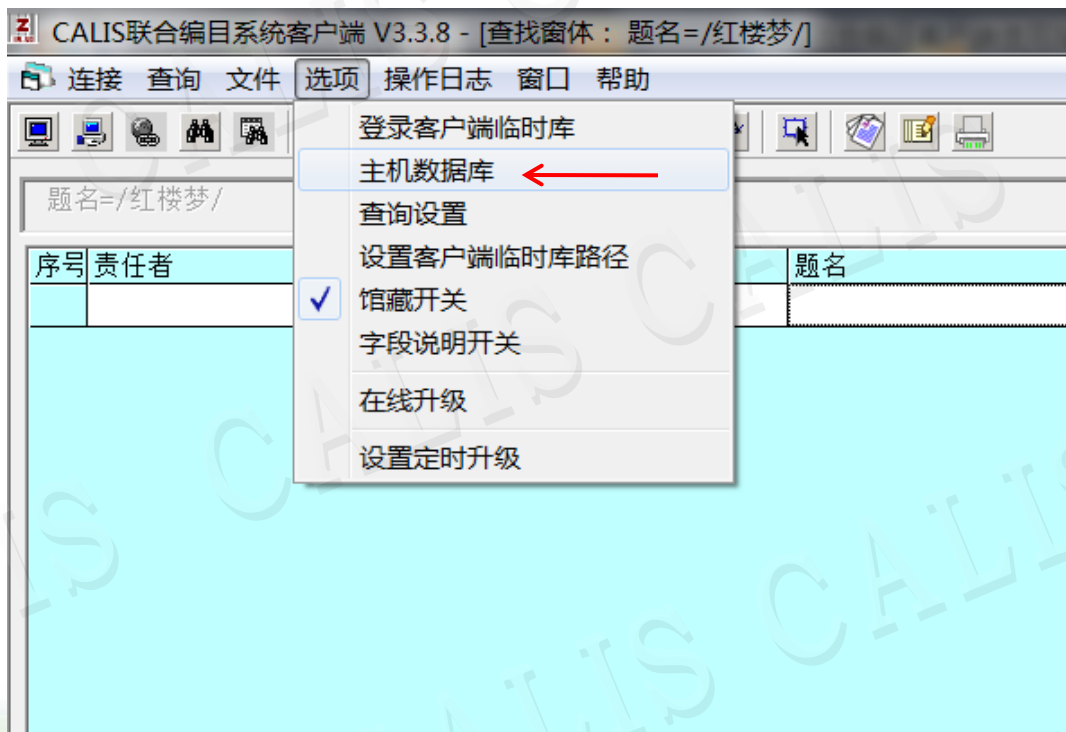 CALIS联合编目系统客户端 V3.3.8 - [查找窗体： 题名=/红楼梦/]
连接 查询 文件 选项 操作日志 窗口 帮助
登录客户端临时库
主机数据库
查询设置
设置客户端临时库路径
馆藏开关
字段说明开关
在线升级
设置定时升级
题名=/红楼梦/
序号 责任者 题名
CALIS
CALIS
CALIS
CALIS